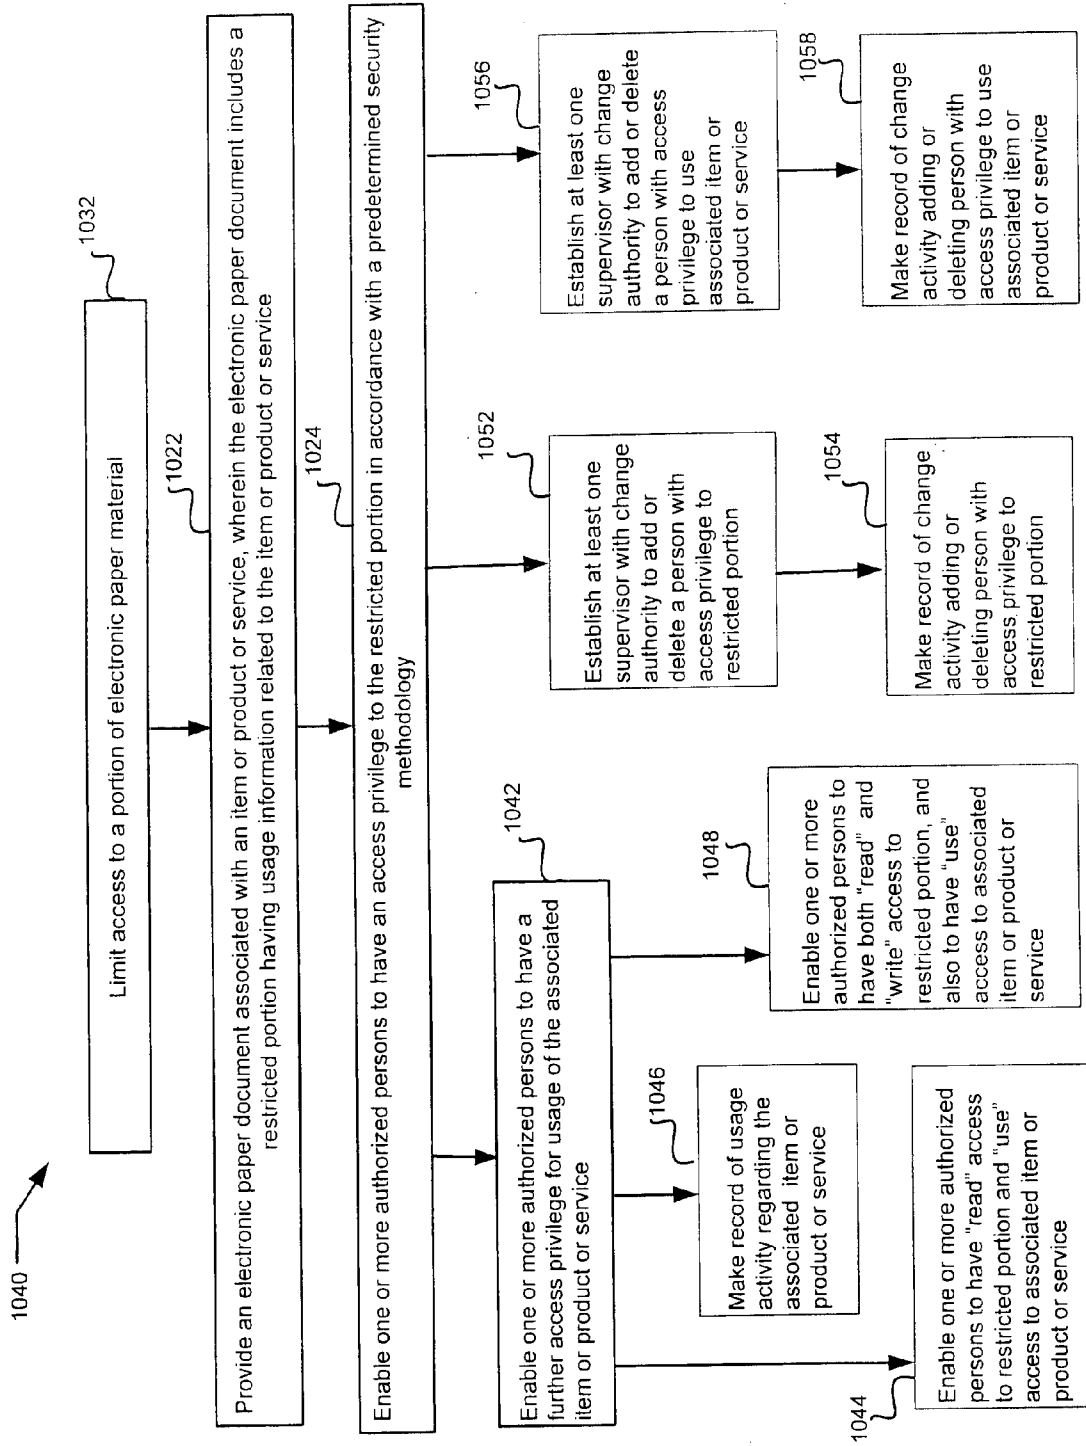 1040
1032
Limit access to a portion of electronic paper material
1022
Provide an electronic paper document associated with an item or product or service, wherein the electronic paper document includes a
restricted portion having usage information related to the item or product or service
1024
Enable one or more authorized persons to have an access privilege to the restricted portion in accordance with a predetermined security
methodology
1042
Enable one or more authorized persons to have a
further access privilege for usage of the associated
item or product or service
1044
Enable one or more authorized
persons to have "read" access
to restricted portion and "use"
access to associated item or
product or service
1046
Make record of usage
activity regarding the
associated item or
product or service
1048
Enable one or more
authorized persons to
have both "read" and
"write" access to
restricted portion, and
also to have "use"
access to associated
item or product or
service
1052
Establish at least one
supervisor with change
authority to add or
delete a person with
access privilege to
restricted portion
1054
Make record of change
activity adding or
deleting person with
access privilege to
restricted portion
1056
Establish at least one
supervisor with change
authority to add or delete
a person with access
privilege to use
associated item or
product or service
1058
Make record of change
activity adding or
deleting person with
access privilege to use
associated item or
product or service